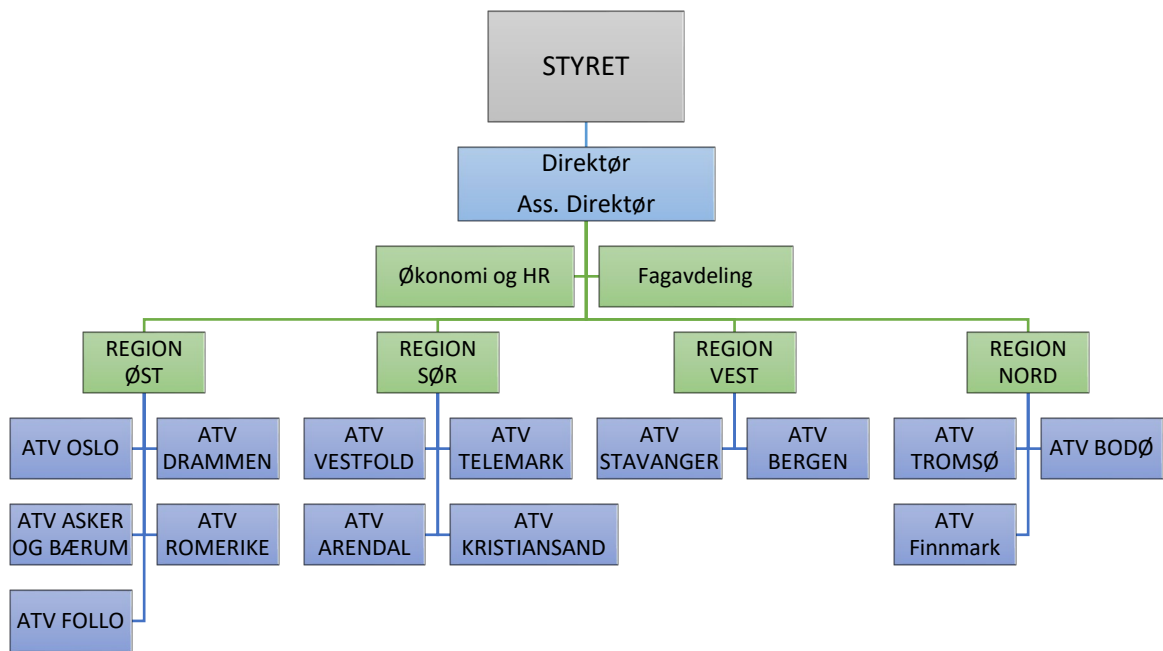 STYRET
Direktør
Ass. Direktør
Økonomi og HR
Fagavdeling
REGION
ØST
REGION
SØR
REGION
VEST
REGION
NORD
ATV OSLO
ATV
DRAMMEN
ATV ASKER
OG BÆRUM
ATV
ROMERIKE
ATV FOLLO
ATV
VESTFOLD
ATV
TELEMARK
ATV
ARENDAL
ATV
KRISTIANSAND
ATV
STAVANGER
ATV
BERGEN
ATV
TROMSØ
ATV BODØ
ATV
Finnmark